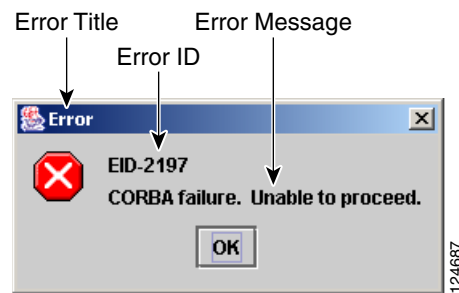 Error Title
Error Message
Error ID
Error
EID-2197
CORBA failure. Unable to proceed.
OK
124687